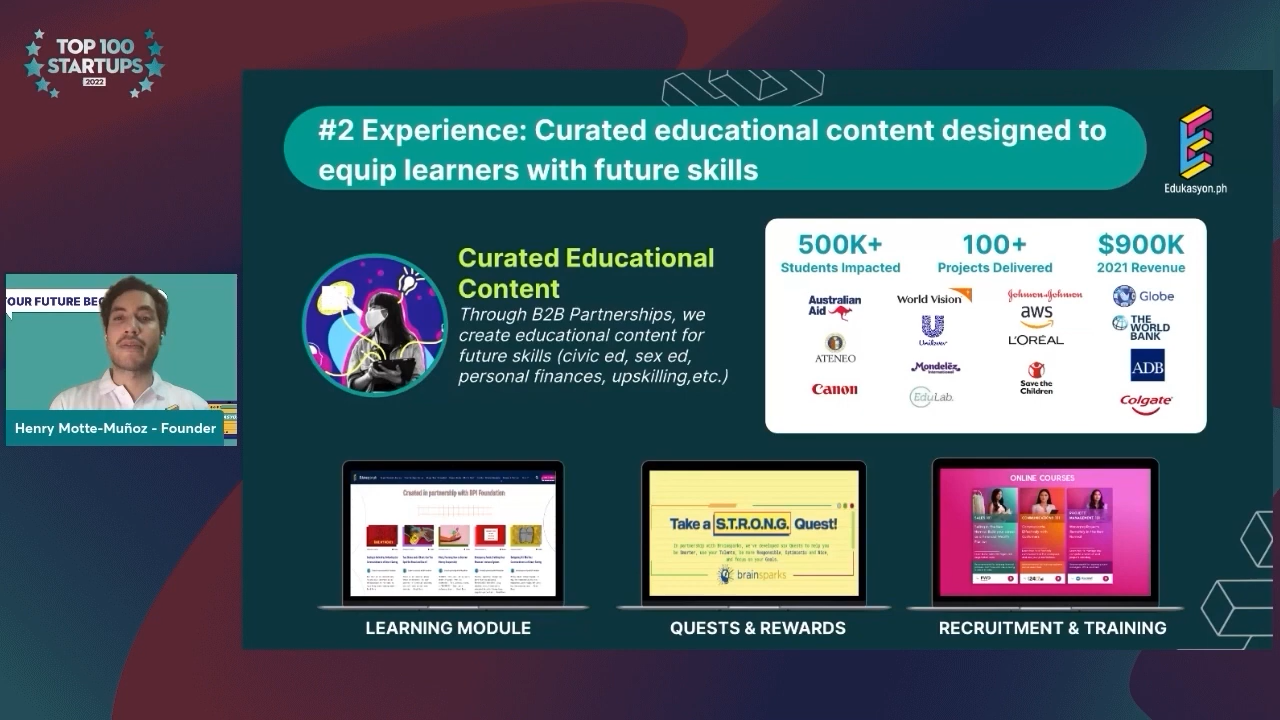 TOP 100
STARTUPS
2022
#2 Experience: Curated educational content designed to
equip learners with future skills
Edukasyon.ph
Curated Educational
Content
Through B2B Partnerships, we
create educational content for
future skills (civic ed, sex ed,
personal finances, upskilling,etc.)
500K+
Students Impacted
100+
Projects Delivered
$900K
2021 Revenue
Australian
Aid
World Vision
Johnson&Johnson
Globe
ATENEO
Unilever
aws
THE
WORLD
BANK
L'ORÉAL
Canon
Mondelēz
International
EduLab.
Save the
Children
ADB
Colgate
OUR FUTURE BEG
Henry Motte-Muñoz - Founder
Created in partnership with BPI Foundation
LEARNING MODULE
Take a S.T.R.O.N.G. Quest!
brainsparks
QUESTS & REWARDS
ONLINE COURSES
RECRUITMENT & TRAINING